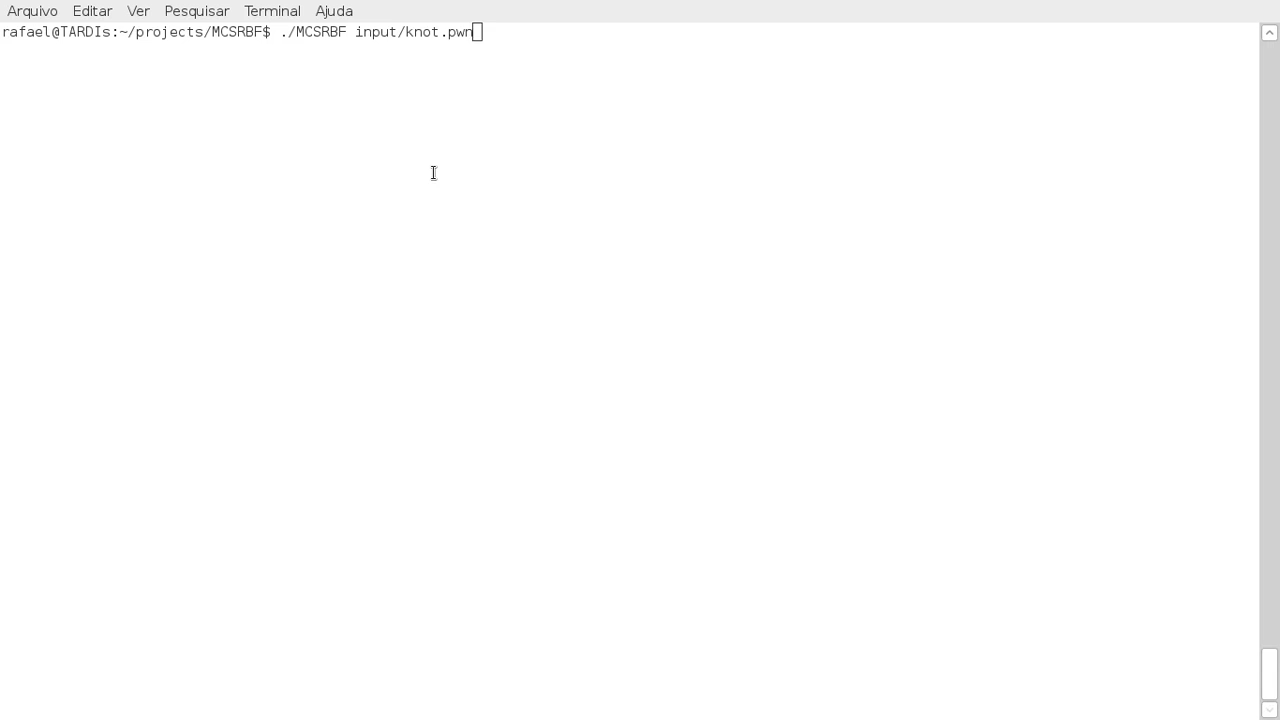 Arquivo Editar Ver Pesquisar Terminal Ajuda
rafael@TARDIs:~/projects/MCSRBF$ ./MCSRBF input/knot.pwn